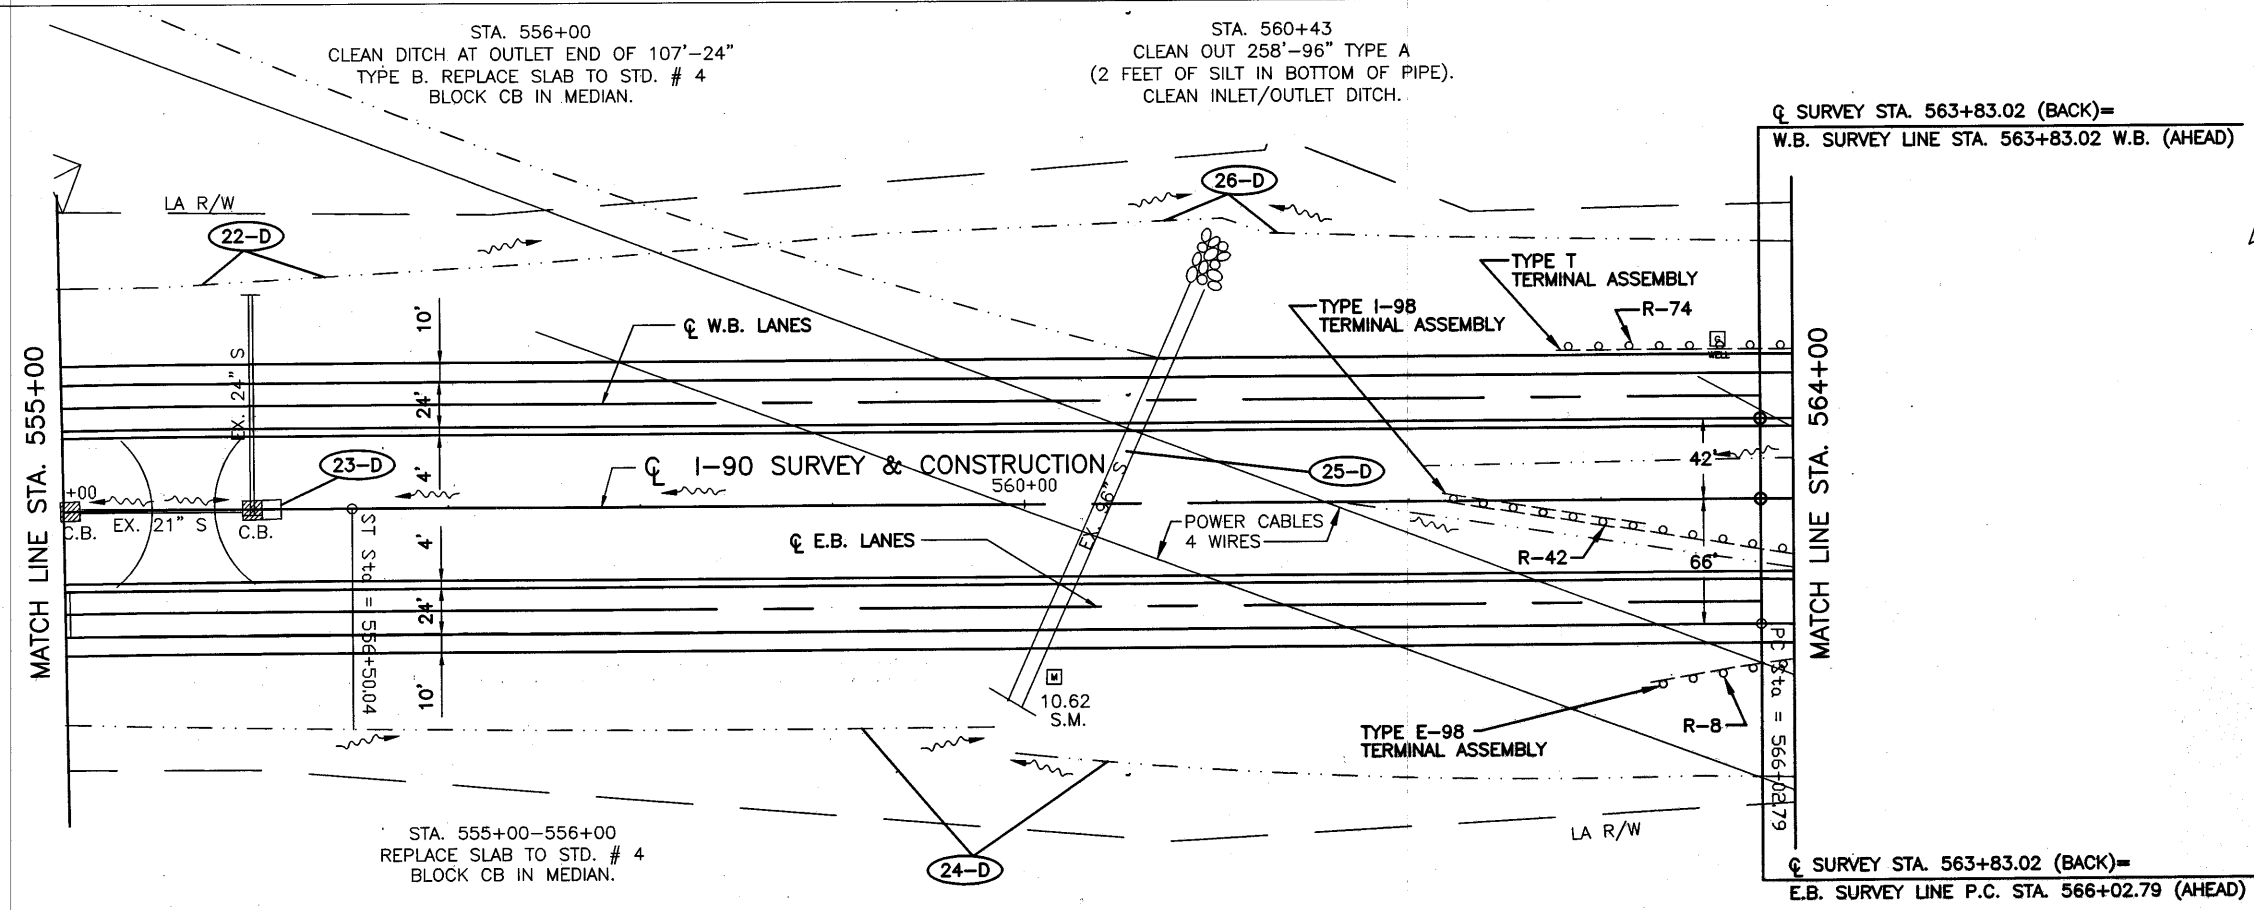 STA. 556+00
CLEAN DITCH AT OUTLET END OF 107'-24"
TYPE B. REPLACE SLAB TO STD. # 4
BLOCK CB IN MEDIAN.
STA. 560+43
CLEAN OUT 258'-96" TYPE A
(2 FEET OF SILT IN BOTTOM OF PIPE).
CLEAN INLET/OUTLET DITCH.
℄ SURVEY STA. 563+83.02 (BACK)=
W.B. SURVEY LINE STA. 563+83.02 W.B. (AHEAD)
LA R/W
22-D
26-D
TYPE T
TERMINAL ASSEMBLY
R-74
TYPE I-98
TERMINAL ASSEMBLY
WELL
℄ W.B. LANES
10'
24'
4'
EX. 24" S
MATCH LINE STA. 555+00
MATCH LINE STA. 564+00
23-D
℄ I-90 SURVEY & CONSTRUCTION
560+00
25-D
42'
+00
C.B.
EX. 21" S
C.B.
EX. 96" S
POWER CABLES
4 WIRES
℄ E.B. LANES
R-42
66'
4'
24'
10'
ST Sta = 556+50.04
M
10.62
S.M.
TYPE E-98
TERMINAL ASSEMBLY
R-8
PC Sta = 566+02.79
LA R/W
STA. 555+00-556+00
REPLACE SLAB TO STD. # 4
BLOCK CB IN MEDIAN.
24-D
℄ SURVEY STA. 563+83.02 (BACK)=
E.B. SURVEY LINE P.C. STA. 566+02.79 (AHEAD)